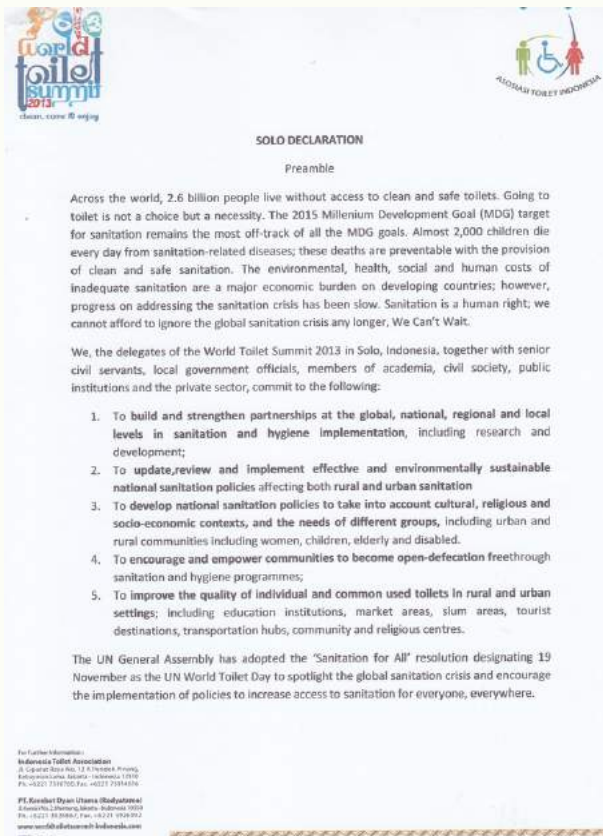 world
toilet
summit
2013
clean, come & enjoy
ASOSIASI TOILET INDONESIA
SOLO DECLARATION
Preamble
Across the world, 2.6 billion people live without access to clean and safe toilets. Going to
toilet is not a choice but a necessity. The 2015 Millenium Development Goal (MDG) target
for sanitation remains the most off-track of all the MDG goals. Almost 2,000 children die
every day from sanitation-related diseases; these deaths are preventable with the provision
of clean and safe sanitation. The environmental, health, social and human costs of
inadequate sanitation are a major economic burden on developing countries; however,
progress on addressing the sanitation crisis has been slow. Sanitation is a human right; we
cannot afford to ignore the global sanitation crisis any longer, We Can't Wait.
We, the delegates of the World Toilet Summit 2013 in Solo, Indonesia, together with senior
civil servants, local government officials, members of academia, civil society, public
institutions and the private sector, commit to the following:
1. To build and strengthen partnerships at the global, national, regional and local
levels in sanitation and hygiene implementation, including research and
development;
2. To update,review and implement effective and environmentally sustainable
national sanitation policies affecting both rural and urban sanitation
3. To develop national sanitation policies to take into account cultural, religious and
socio-economic contexts, and the needs of different groups, including urban and
rural communities including women, children, elderly and disabled.
4. To encourage and empower communities to become open-defecation freethrough
sanitation and hygiene programmes;
5. To improve the quality of individual and common used toilets in rural and urban
settings; including education institutions, market areas, slum areas, tourist
destinations, transportation hubs, community and religious centres.
The UN General Assembly has adopted the 'Sanitation for All' resolution designating 19
November as the UN World Toilet Day to spotlight the global sanitation crisis and encourage
the implementation of policies to increase access to sanitation for everyone, everywhere.
For Further Information :
Indonesia Toilet Association
PT. Kreabot Dyan Utama (Radyatama)